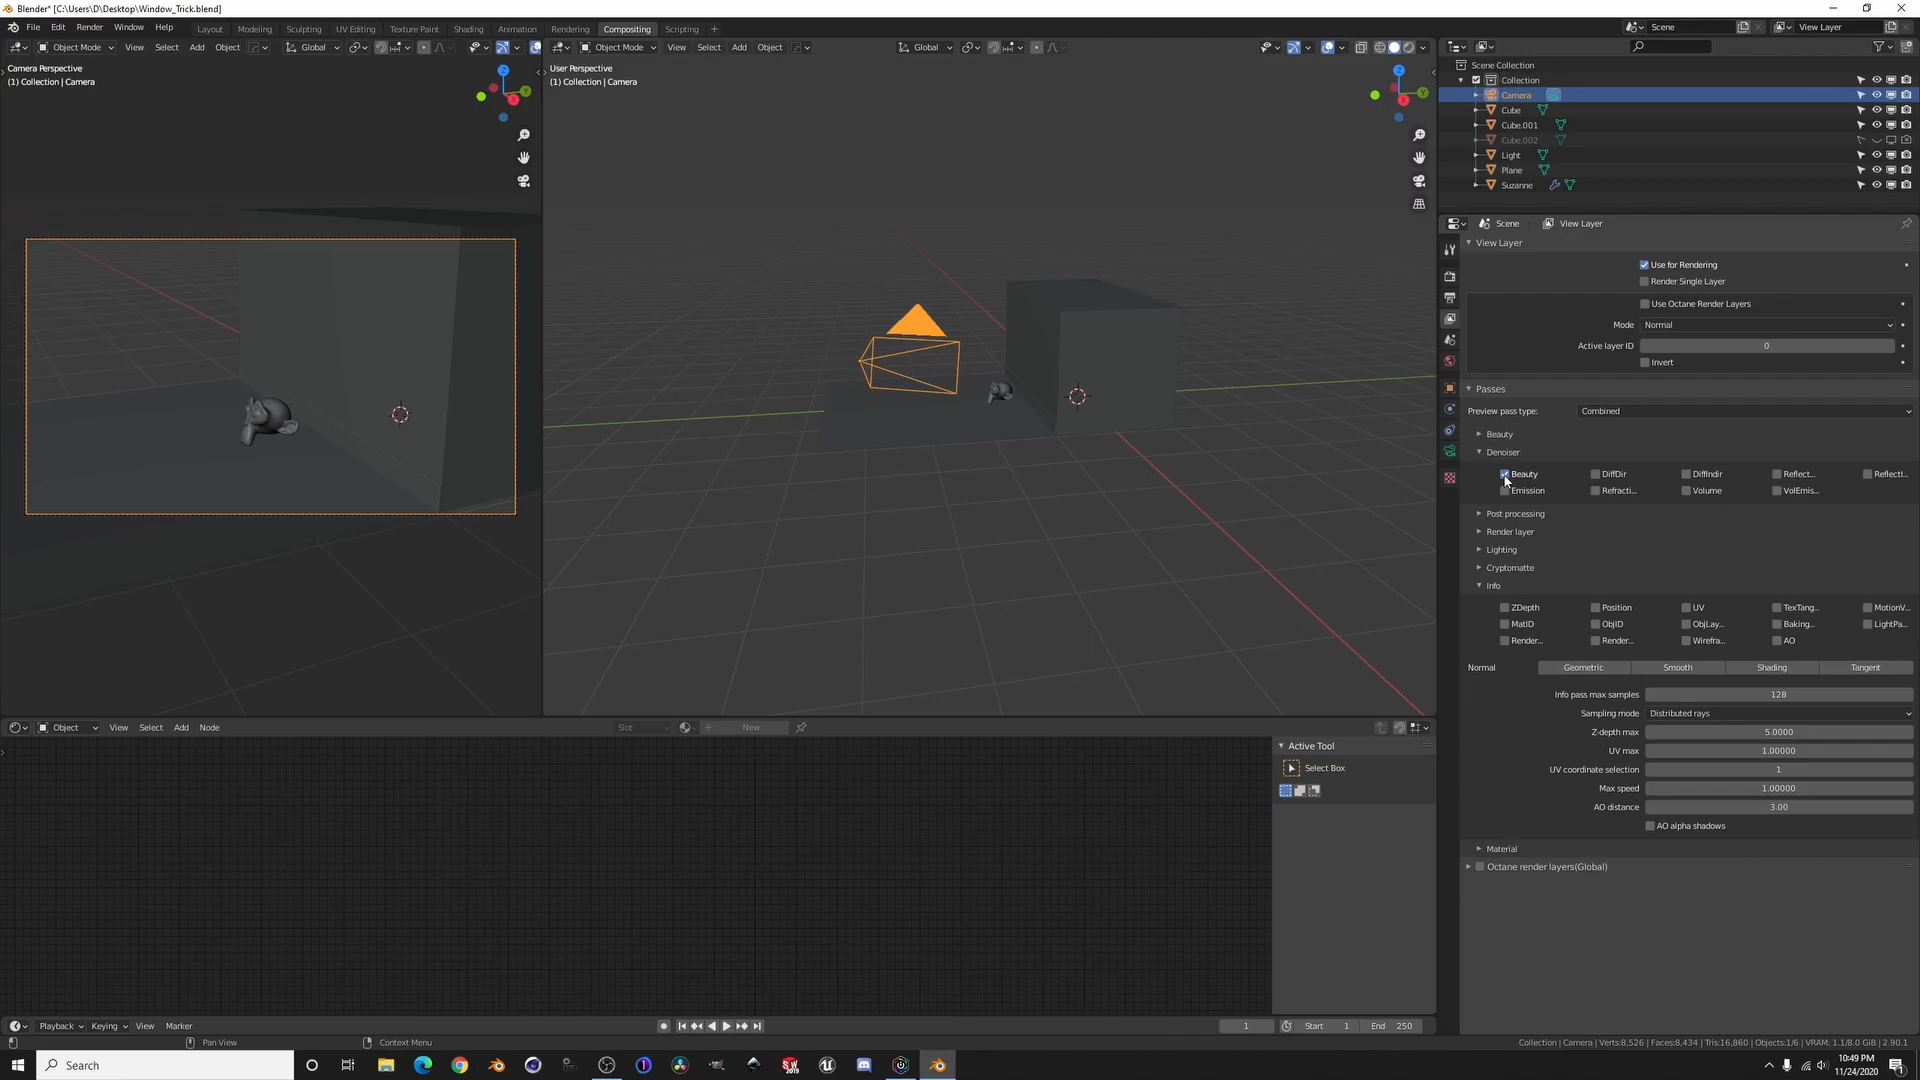 Blender* [C:\Users\D\Desktop\Window_Trick.blend]
File Edit Render Window Help
Layout Modeling Sculpting UV Editing Texture Paint Shading Animation Rendering Compositing Scripting +
Scene View Layer
Object Mode View Select Add Object Global
Object Mode View Select Add Object Global
Camera Perspective
(1) Collection | Camera
User Perspective
(1) Collection | Camera
Scene Collection
Collection
Camera
Cube
Cube.001
Cube.002
Light
Plane
Suzanne
Scene View Layer
View Layer
Use for Rendering
Render Single Layer
Use Octane Render Layers
Mode Normal
Active layer ID 0
Invert
Passes
Preview pass type: Combined
Beauty
Denoiser
Beauty DiffDir DiffIndir Reflect... ReflectI...
Emission Refracti... Volume VolEmis...
Post processing
Render layer
Lighting
Cryptomatte
Info
ZDepth Position UV TexTang... MotionV...
MatID ObjID ObjLay... Baking... LightPa...
Render... Render... Wirefra... AO
Normal Geometric Smooth Shading Tangent
Info pass max samples 128
Sampling mode Distributed rays
Z-depth max 5.0000
UV max 1.00000
UV coordinate selection 1
Max speed 1.00000
AO distance 3.00
AO alpha shadows
Material
Octane render layers(Global)
Object View Select Add Node Slot New
Active Tool
Select Box
Playback Keying View Marker 1 Start 1 End 250
Pan View Context Menu
Collection | Camera | Verts:8,526 | Faces:8,434 | Tris:16,860 | Objects:1/6 | VRAM: 1.1/8.0 GiB | 2.90.1
Search
10:49 PM
11/24/2020